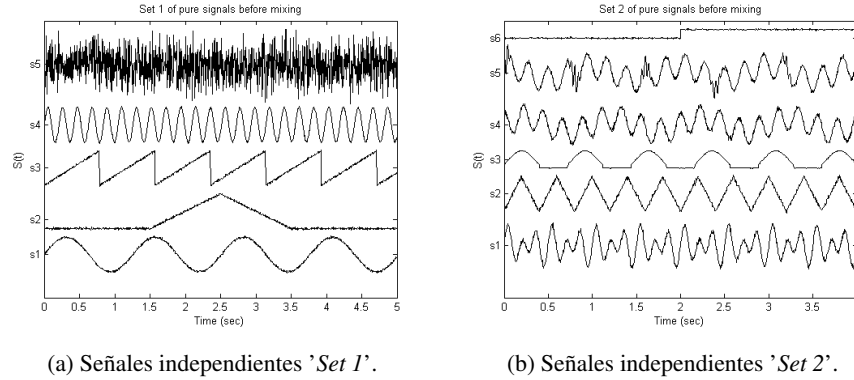 Set 1 of pure signals before mixing
s5
s4
s3
s2
s1
S(t)
0 0.5 1 1.5 2 2.5 3 3.5 4 4.5 5
Time (sec)
(a) Señales independientes ’Set 1’.
Set 2 of pure signals before mixing
s6
s5
s4
s3
s2
s1
S(t)
0 0.5 1 1.5 2 2.5 3 3.5
Time (sec)
(b) Señales independientes ’Set 2’.